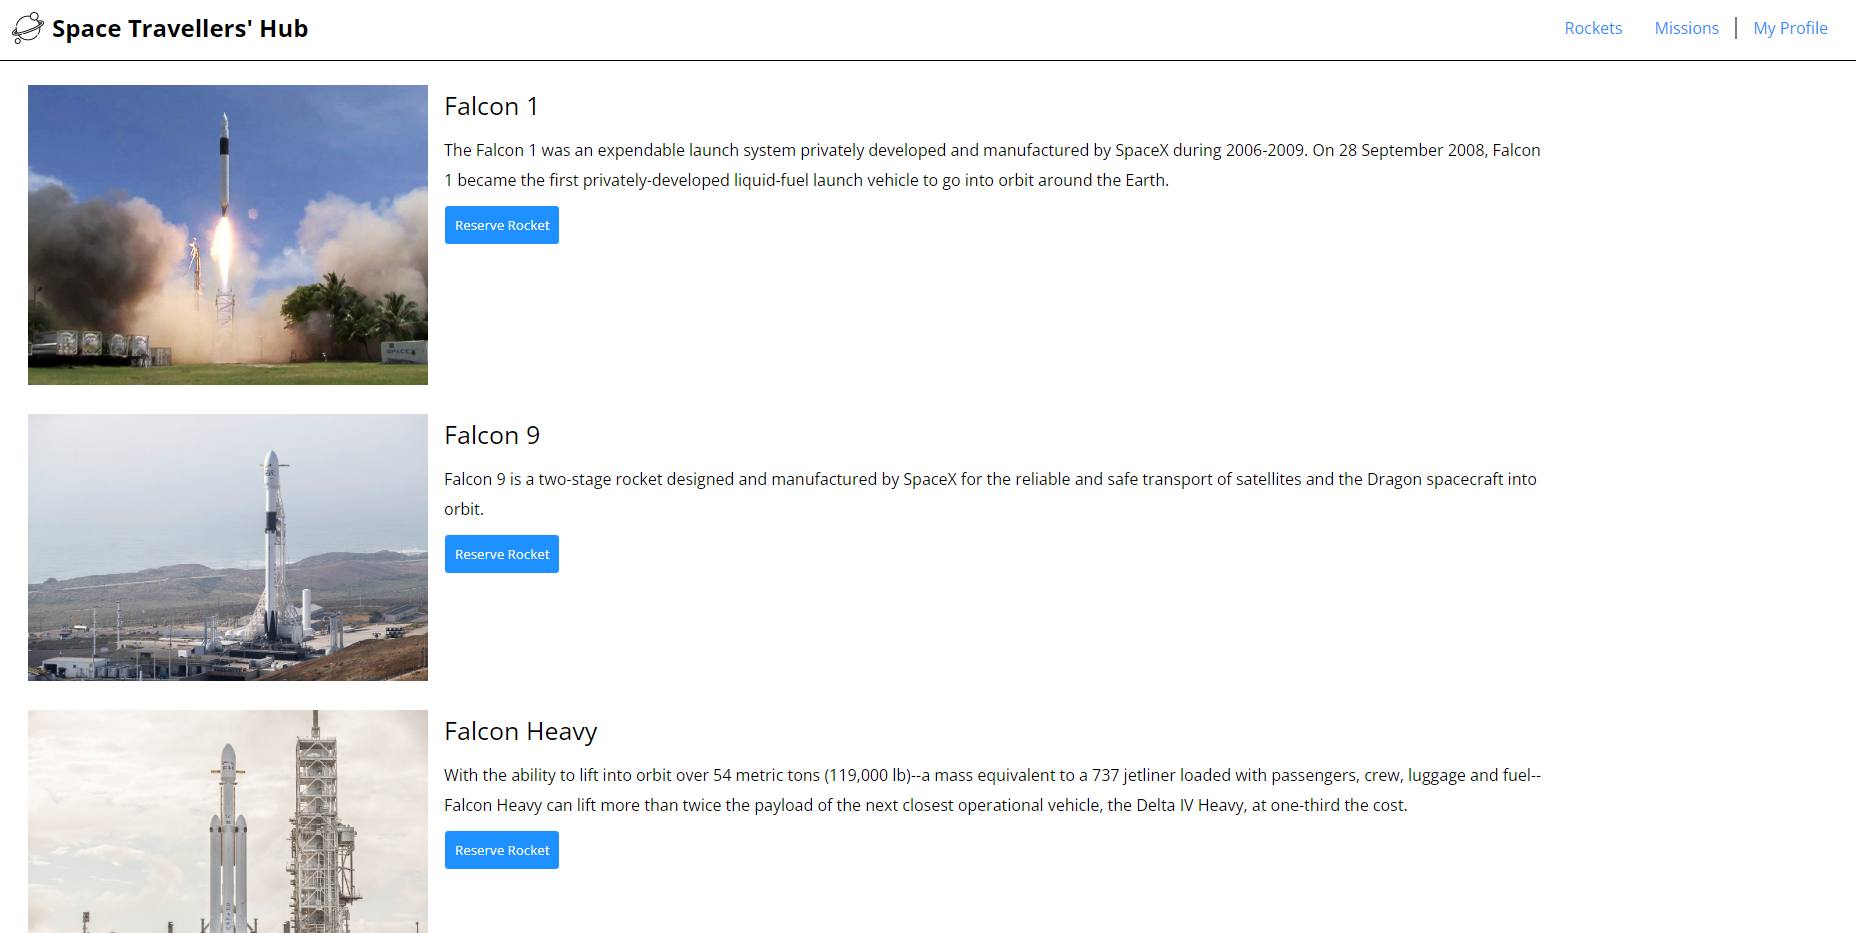 Space Travellers' Hub
Rockets
Missions
My Profile
Falcon 1
The Falcon 1 was an expendable launch system privately developed and manufactured by SpaceX during 2006-2009. On 28 September 2008, Falcon
1 became the first privately-developed liquid-fuel launch vehicle to go into orbit around the Earth.
Reserve Rocket
SPACEX
Falcon 9
Falcon 9 is a two-stage rocket designed and manufactured by SpaceX for the reliable and safe transport of satellites and the Dragon spacecraft into
orbit.
Reserve Rocket
Falcon Heavy
With the ability to lift into orbit over 54 metric tons (119,000 lb)--a mass equivalent to a 737 jetliner loaded with passengers, crew, luggage and fuel--
Falcon Heavy can lift more than twice the payload of the next closest operational vehicle, the Delta IV Heavy, at one-third the cost.
Reserve Rocket